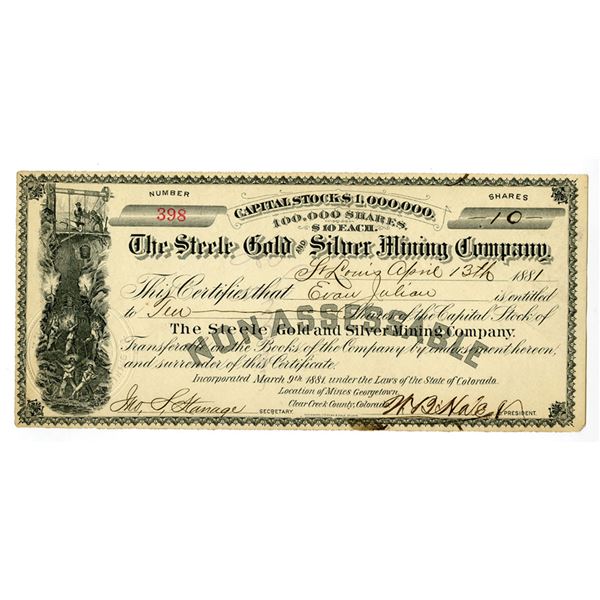 NUMBER
398
CAPITAL STOCK $1,000,000.
100,000 SHARES.
$10 EACH.
SHARES
10
The Steele Gold AND Silver Mining Company.
St Louis April 13th 1881
This Certifies that Evan Julian is entitled
to Ten Shares of the Capital Stock of
The Steele Gold and Silver Mining Company.
Transferable on the Books of the Company by endorsement hereon,
and surrender of this Certificate.
NON ASSESSABLE
Incorporated March 9th 1881 under the Laws of the State of Colorado.
Location of Mines Georgetown,
Clear Creek County, Colorado.
Jno. S. Stanage SECRETARY.
PRESIDENT.